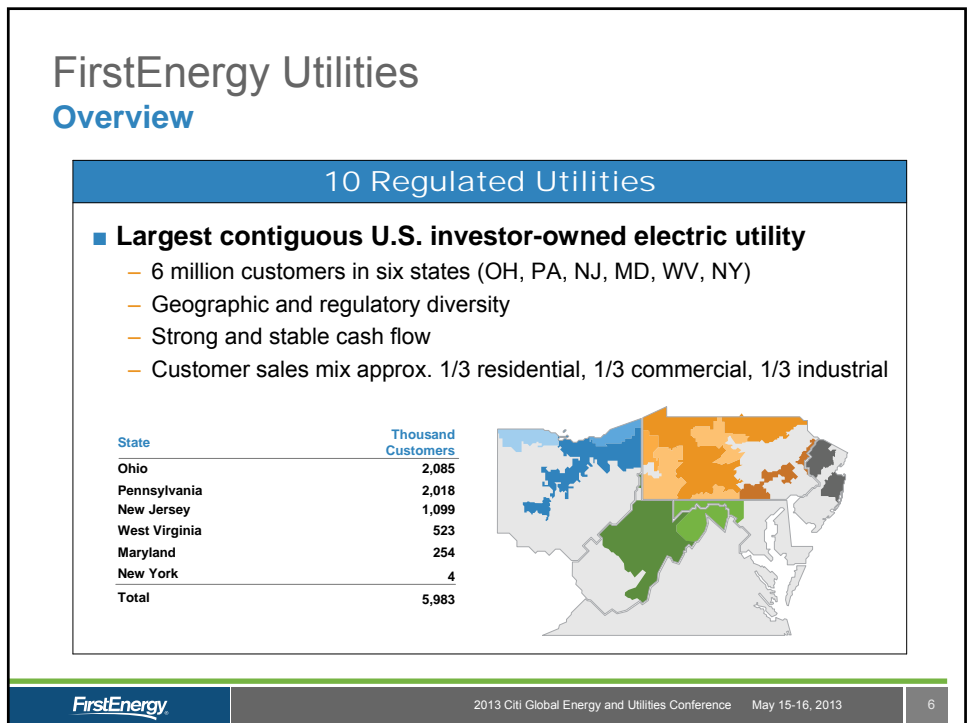 FirstEnergy Utilities
Overview
10 Regulated Utilities
■ Largest contiguous U.S. investor-owned electric utility
– 6 million customers in six states (OH, PA, NJ, MD, WV, NY)
– Geographic and regulatory diversity
– Strong and stable cash flow
– Customer sales mix approx. 1/3 residential, 1/3 commercial, 1/3 industrial
State Thousand Customers
Ohio 2,085
Pennsylvania 2,018
New Jersey 1,099
West Virginia 523
Maryland 254
New York 4
Total 5,983
FirstEnergy® 2013 Citi Global Energy and Utilities Conference May 15-16, 2013 6